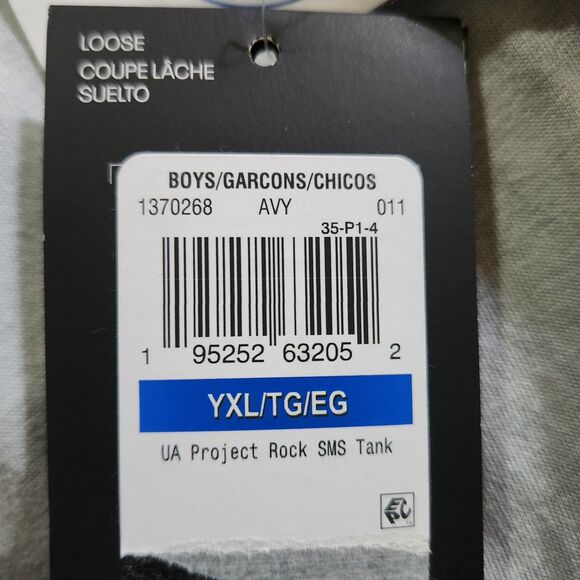 LOOSE
COUPE LÂCHE
SUELTO
BOYS/GARCONS/CHICOS
1370268 AVY 011
35-P1-4
1 95252 63205 2
YXL/TG/EG
UA Project Rock SMS Tank
EPC